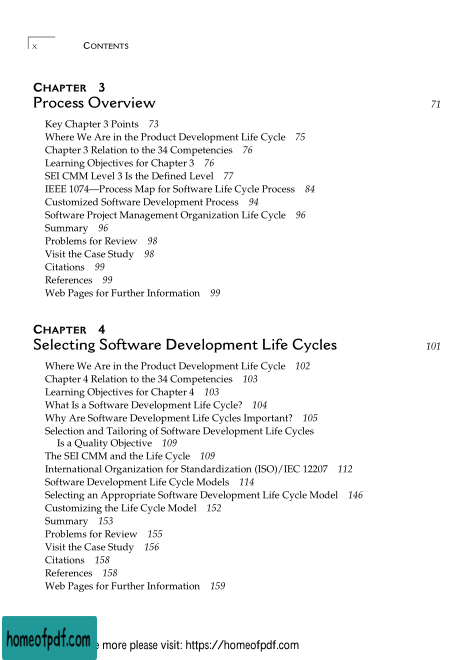 x CONTENTS
CHAPTER 3
Process Overview 71
Key Chapter 3 Points 73
Where We Are in the Product Development Life Cycle 75
Chapter 3 Relation to the 34 Competencies 76
Learning Objectives for Chapter 3 76
SEI CMM Level 3 Is the Defined Level 77
IEEE 1074—Process Map for Software Life Cycle Process 84
Customized Software Development Process 94
Software Project Management Organization Life Cycle 96
Summary 96
Problems for Review 98
Visit the Case Study 98
Citations 99
References 99
Web Pages for Further Information 99
CHAPTER 4
Selecting Software Development Life Cycles 101
Where We Are in the Product Development Life Cycle 102
Chapter 4 Relation to the 34 Competencies 103
Learning Objectives for Chapter 4 103
What Is a Software Development Life Cycle? 104
Why Are Software Development Life Cycles Important? 105
Selection and Tailoring of Software Development Life Cycles
Is a Quality Objective 109
The SEI CMM and the Life Cycle 109
International Organization for Standardization (ISO)/IEC 12207 112
Software Development Life Cycle Models 114
Selecting an Appropriate Software Development Life Cycle Model 146
Customizing the Life Cycle Model 152
Summary 153
Problems for Review 155
Visit the Case Study 156
Citations 158
References 158
Web Pages for Further Information 159
homeofpdf.com
more please visit: https://homeofpdf.com